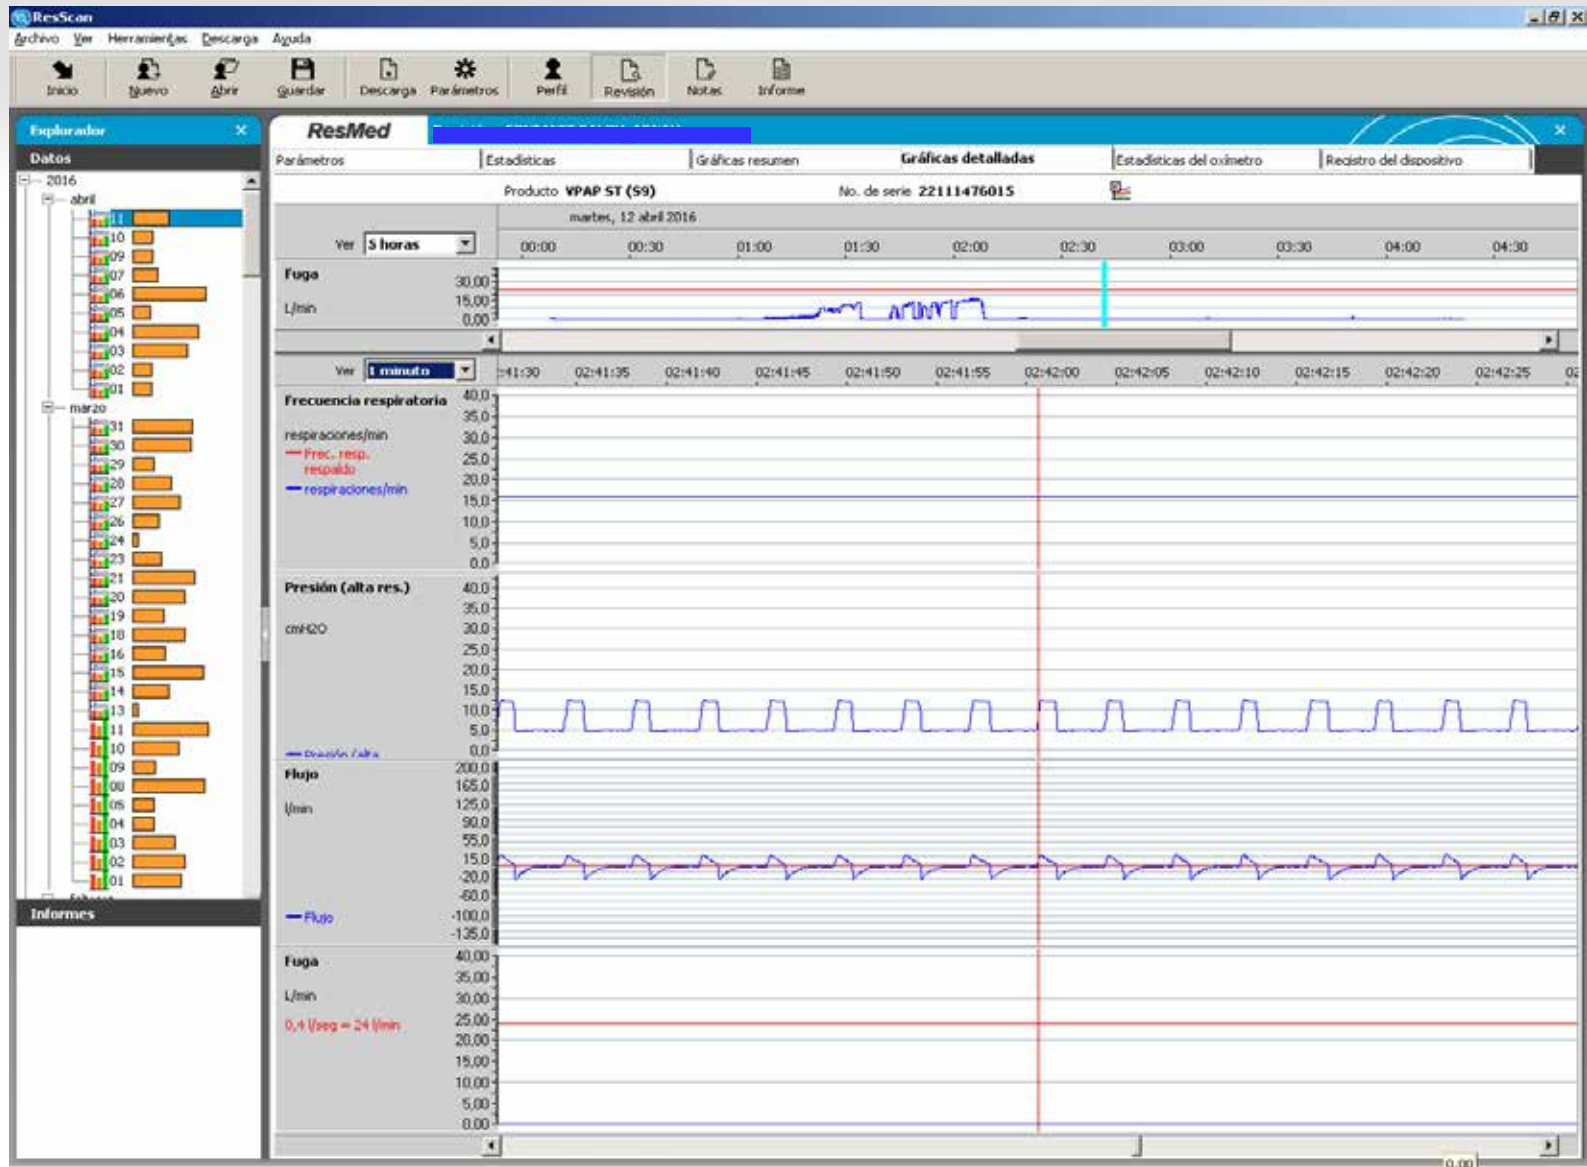 ResScan
Archivo Ver Herramientas Descarga Ayuda
Inicio Nuevo Abrir Guardar Descarga Parámetros Perfil Revisión Notas Informe
Explorador
Datos
2016
abril
11
10
09
07
06
05
04
03
02
01
marzo
31
30
29
28
27
26
24
23
21
20
19
18
16
15
14
13
11
10
09
08
05
04
03
02
01
Informes
ResMed
Parámetros Estadísticas Gráficas resumen Gráficas detalladas Estadísticas del oxímetro Registro del dispositivo
Producto VPAP ST (S9) No. de serie 22111476015
martes, 12 abril 2016
Ver 5 horas 00:00 00:30 01:00 01:30 02:00 02:30 03:00 03:30 04:00 04:30
Fuga
L/min
30.00
15.00
0.00
Ver 1 minuto :41:30 02:41:35 02:41:40 02:41:45 02:41:50 02:41:55 02:42:00 02:42:05 02:42:10 02:42:15 02:42:20 02:42:25 02
Frecuencia respiratoria
respiraciones/min
Frec. resp.
respaldo
respiraciones/min
40,0
35,0
30,0
25,0
20,0
15,0
10,0
5,0
0,0
Presión (alta res.)
cmH2O
Presión (alta
40,0
35,0
30,0
25,0
20,0
15,0
10,0
5,0
0,0
Flujo
l/min
Flujo
200,0
165,0
125,0
90,0
55,0
15,0
-20,0
-60,0
-100,0
-135,0
Fuga
L/min
0,4 l/seg = 24 l/min
40,00
35,00
30,00
25,00
20,00
15,00
10,00
5,00
0,00
0.00